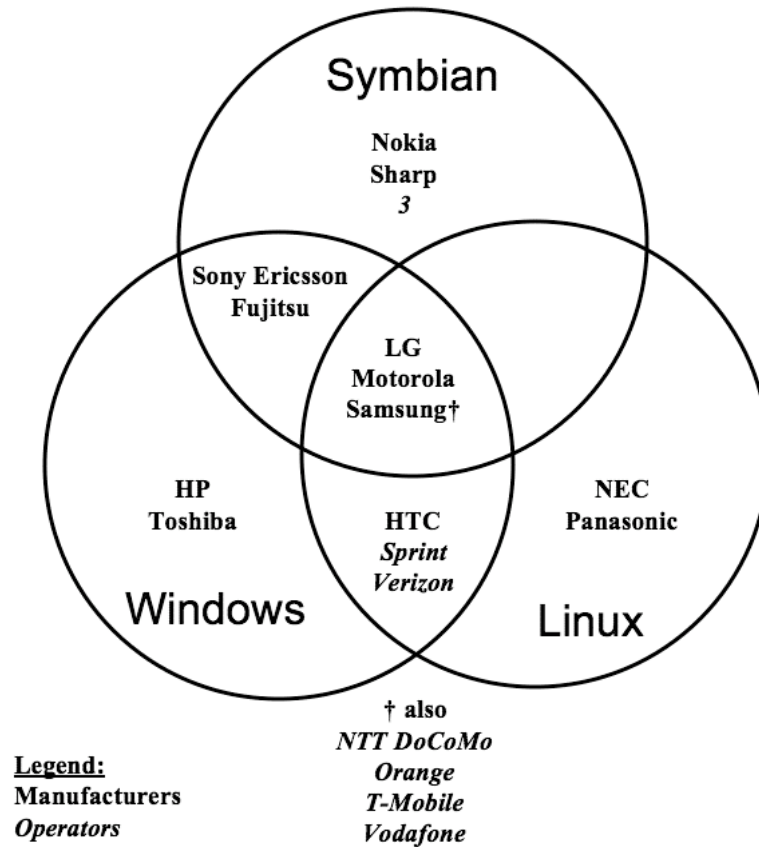 Symbian
Nokia
Sharp
3
Sony Ericsson
Fujitsu
LG
Motorola
Samsung†
HP
Toshiba
HTC
Sprint
Verizon
NEC
Panasonic
Windows
Linux
† also
NTT DoCoMo
Orange
T-Mobile
Vodafone
Legend:
Manufacturers
Operators